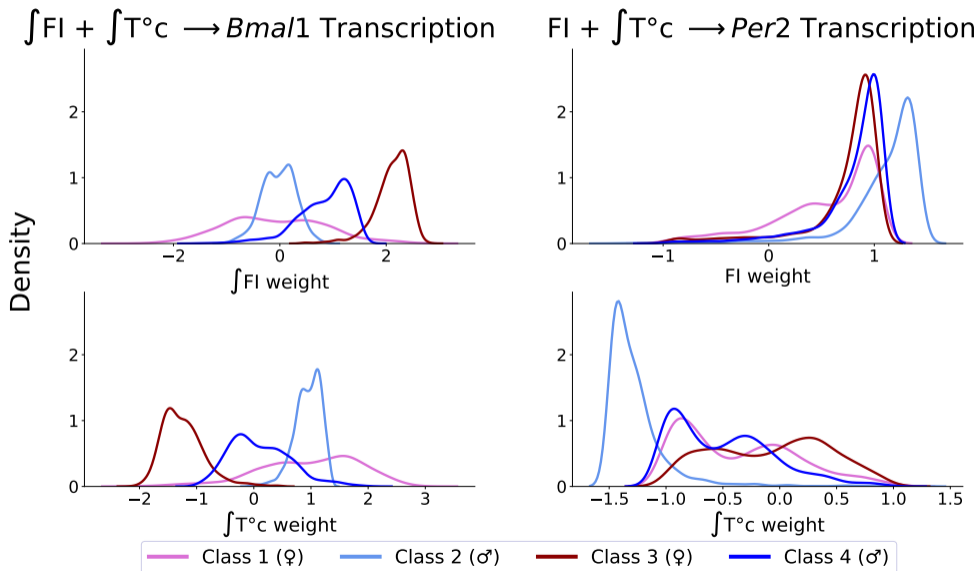 ∫FI + ∫T°c ⟶ Bmal1 Transcription
FI + ∫T°c ⟶ Per2 Transcription
Density
2
1
0
−2
0
2
∫FI weight
2
1
0
−1
0
1
FI weight
2
1
0
−2
−1
0
1
2
3
∫T°c weight
2
1
0
−1.5
−1.0
−0.5
0.0
0.5
1.0
1.5
∫T°c weight
Class 1 (♀)
Class 2 (♂)
Class 3 (♀)
Class 4 (♂)